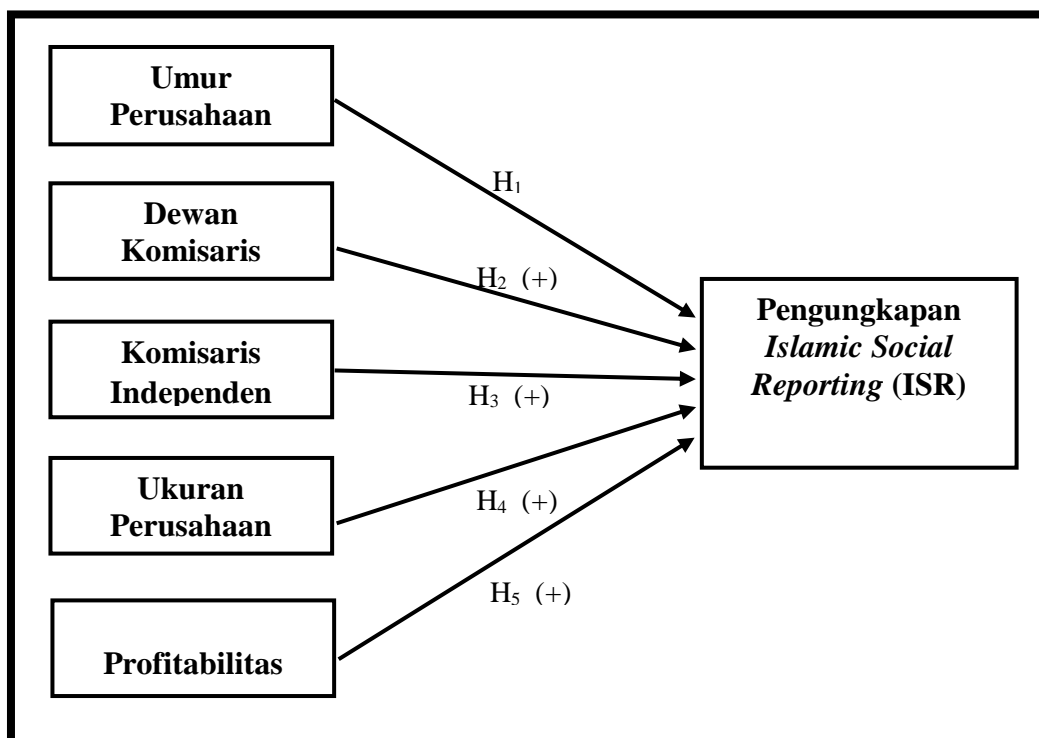 Umur
Perusahaan
H₁
Dewan
Komisaris
H₂ (+)
Pengungkapan
Islamic Social
Reporting (ISR)
Komisaris
Independen
H₃ (+)
Ukuran
Perusahaan
H₄ (+)
H₅ (+)
Profitabilitas